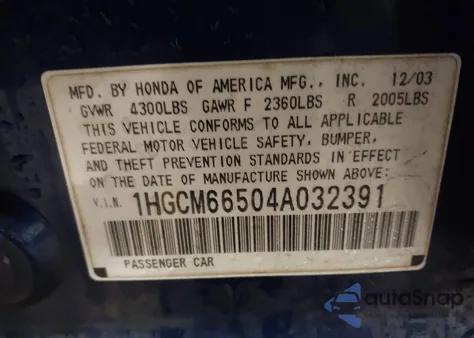 MFD. BY HONDA OF AMERICA MFG., INC. 12/03
GVWR 4300LBS GAWR F 2360LBS R 2005LBS
THIS VEHICLE CONFORMS TO ALL APPLICABLE
FEDERAL MOTOR VEHICLE SAFETY, BUMPER,
AND THEFT PREVENTION STANDARDS IN EFFECT
ON THE DATE OF MANUFACTURE SHOWN ABOVE:
V.I.N. 1HGCM66504A032391
PASSENGER CAR
autoSnap